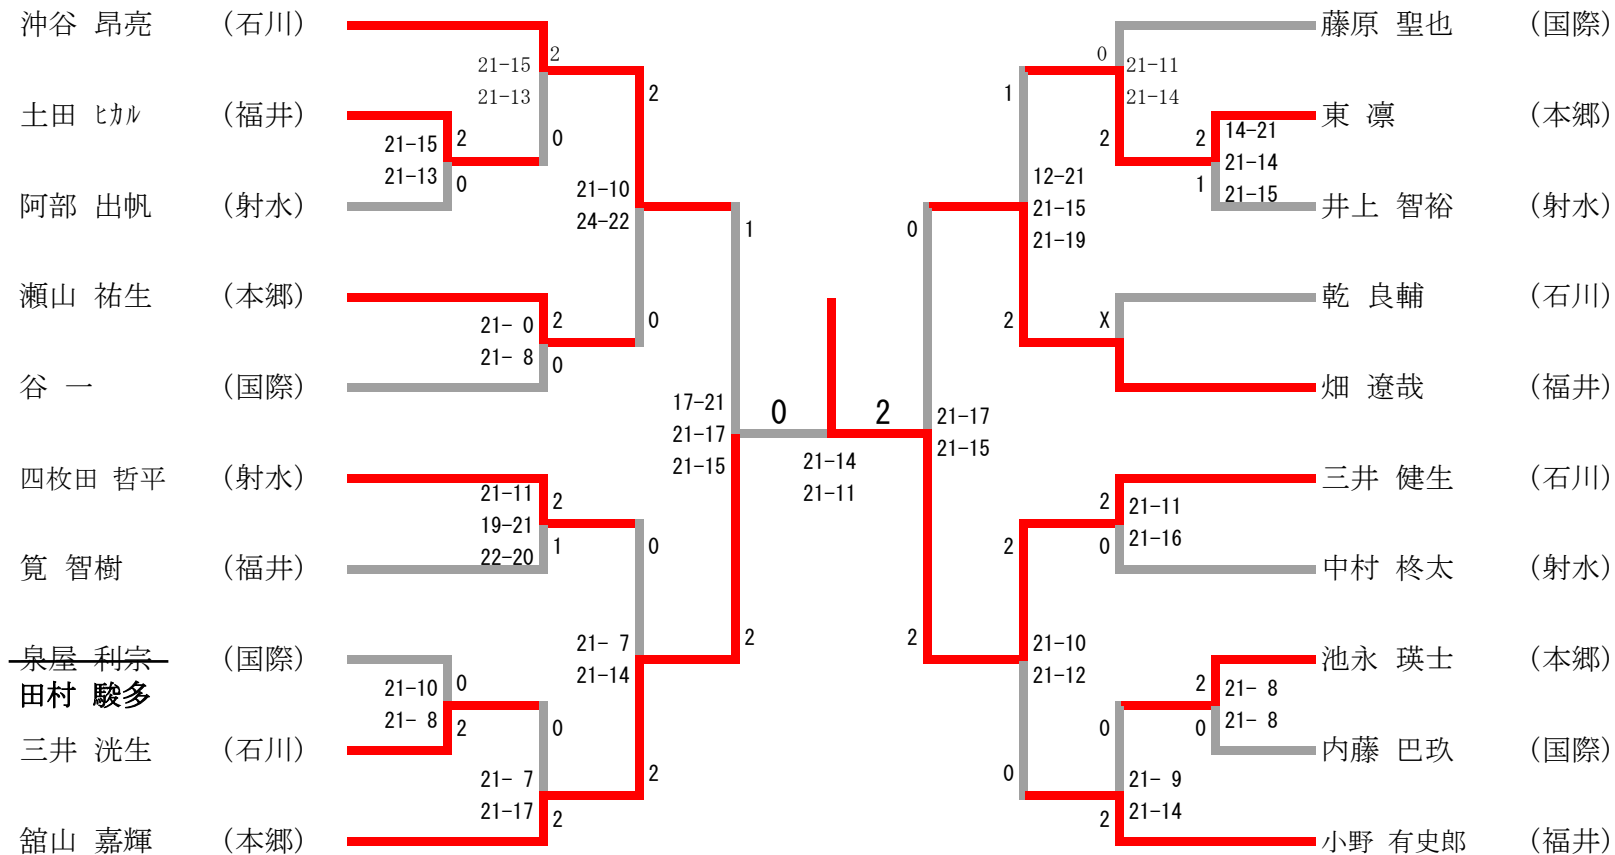 沖谷 昂亮 (石川)
21-15 2
21-13
2
土田 ﾋｶﾙ (福井)
21-15 2
0
21-13 0
阿部 出帆 (射水)
21-10
24-22
1
瀬山 祐生 (本郷)
21- 0 2
0
21- 8 0
谷 一 (国際)
17-21
21-17
21-15
四枚田 哲平 (射水)
21-11 2
19-21
22-20 1
0
筧 智樹 (福井)
21- 7
21-14
2
泉屋 利宗 (国際)
田村 駿多
21-10 0
21- 8 2
0
三井 洸生 (石川)
21- 7
21-17 2
2
舘山 嘉輝 (本郷)
0 2
21-14
21-11
藤原 聖也 (国際)
0 21-11
21-14
1
東 凛 (本郷)
2 14-21
2
21-14
1 21-15
井上 智裕 (射水)
12-21
21-15
21-19
0
乾 良輔 (石川)
X
2
畑 遼哉 (福井)
21-17
21-15
三井 健生 (石川)
2 21-11
0 21-16
2
中村 柊太 (射水)
2
21-10
21-12
池永 瑛士 (本郷)
2 21- 8
0 21- 8
0
内藤 巴玖 (国際)
0
21- 9
2 21-14
小野 有史郎 (福井)